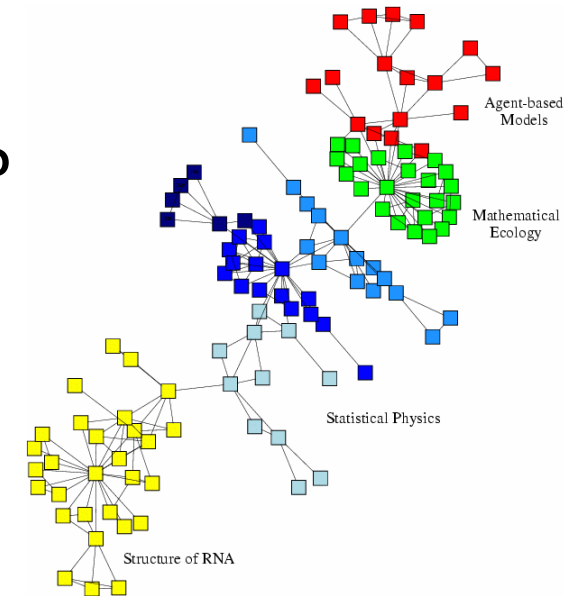 Agent-based
Models
Mathematical
Ecology
Statistical Physics
Structure of RNA